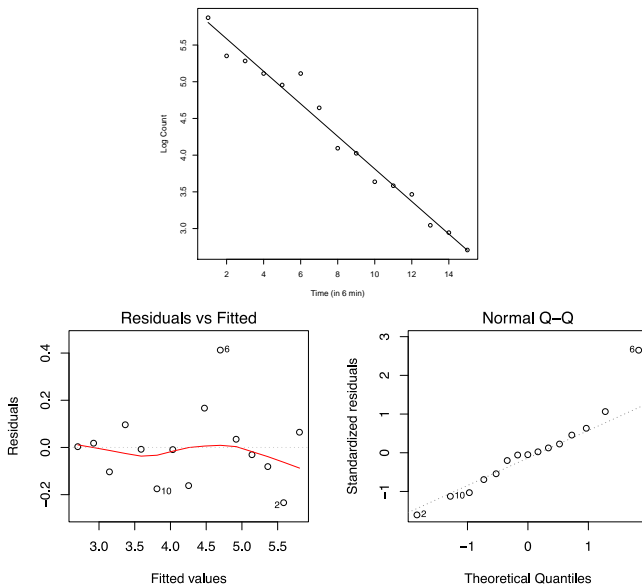 5.5
5.0
4.5
4.0
3.5
3.0
Log Count
2 4 6 8 10 12 14
Time (in 6 min)
Residuals vs Fitted
0.4
0.2
0.0
−0.2
Residuals
6
10
2
3.0 3.5 4.0 4.5 5.0 5.5
Fitted values
Normal Q−Q
3
2
1
0
−1
Standardized residuals
6
10
2
−1 0 1
Theoretical Quantiles